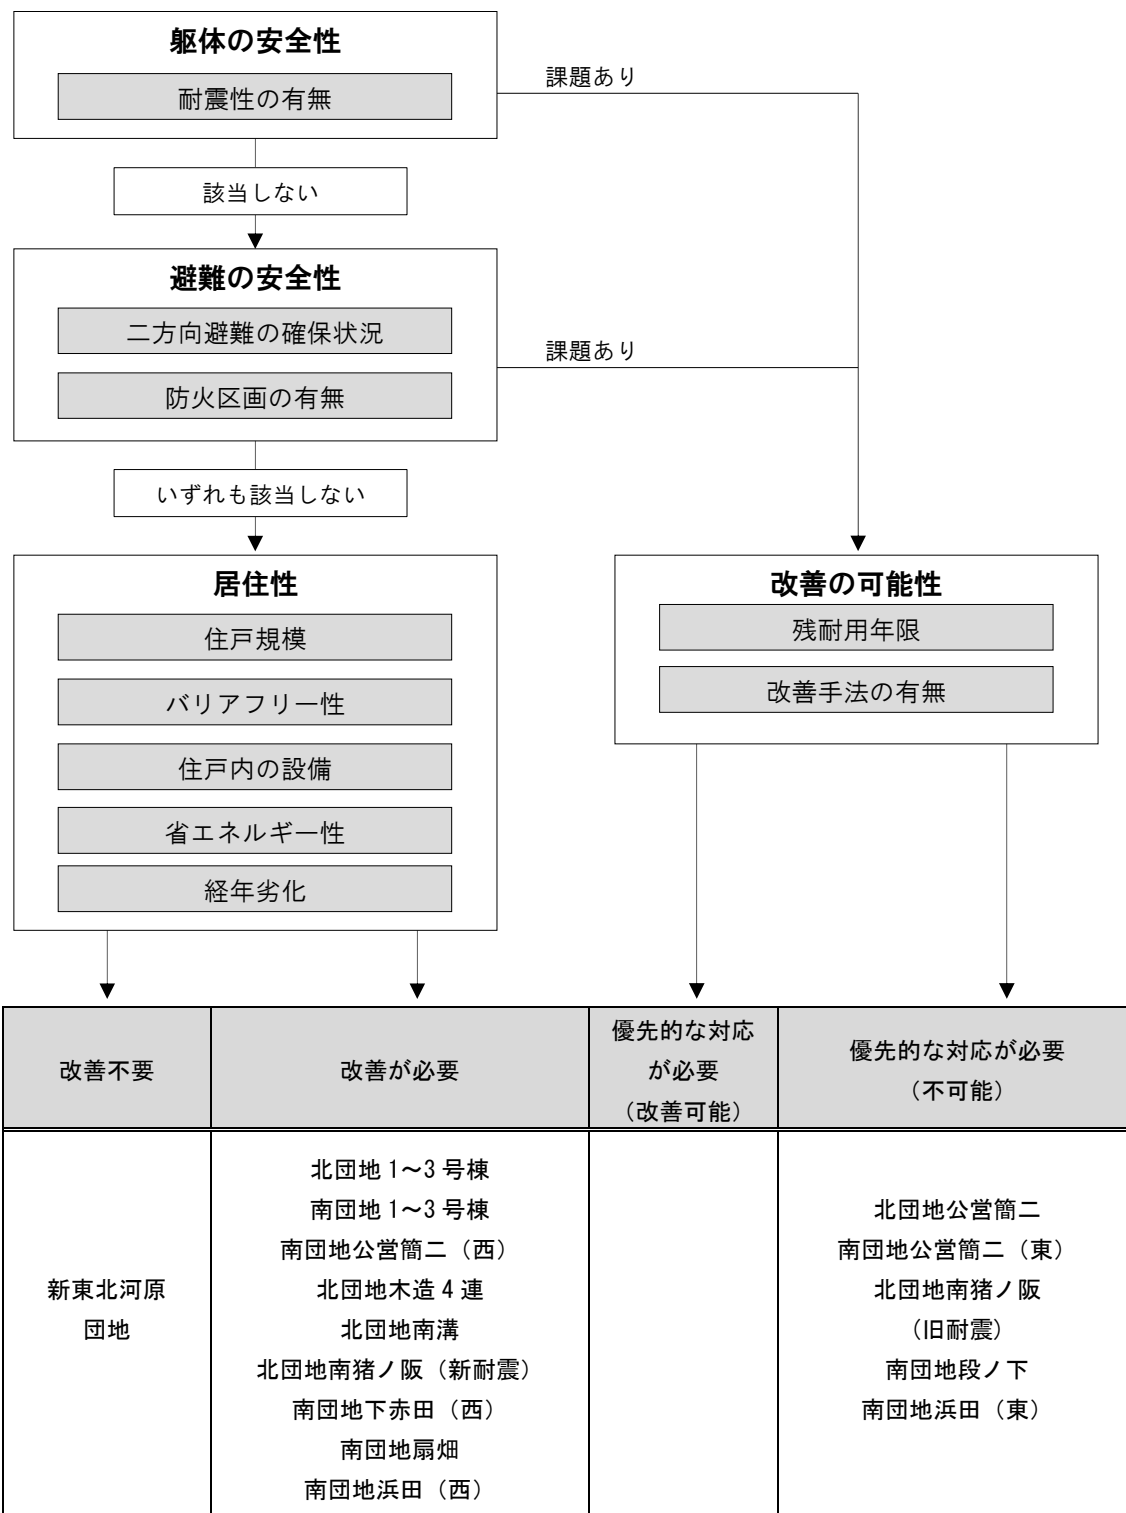 躯体の安全性
課題あり
耐震性の有無
該当しない
避難の安全性
二方向避難の確保状況
課題あり
防火区画の有無
いずれも該当しない
居住性
住戸規模
バリアフリー性
住戸内の設備
省エネルギー性
経年劣化
改善の可能性
残耐用年限
改善手法の有無
改善不要
改善が必要
優先的な対応
が必要
（改善可能）
優先的な対応が必要
（不可能）
新東北河原
団地
北団地 1～3 号棟
南団地 1～3 号棟
南団地公営簡二（西）
北団地木造 4 連
北団地南溝
北団地南猪ノ阪（新耐震）
南団地下赤田（西）
南団地扇畑
南団地浜田（西）
北団地公営簡二
南団地公営簡二（東）
北団地南猪ノ阪
（旧耐震）
南団地段ノ下
南団地浜田（東）